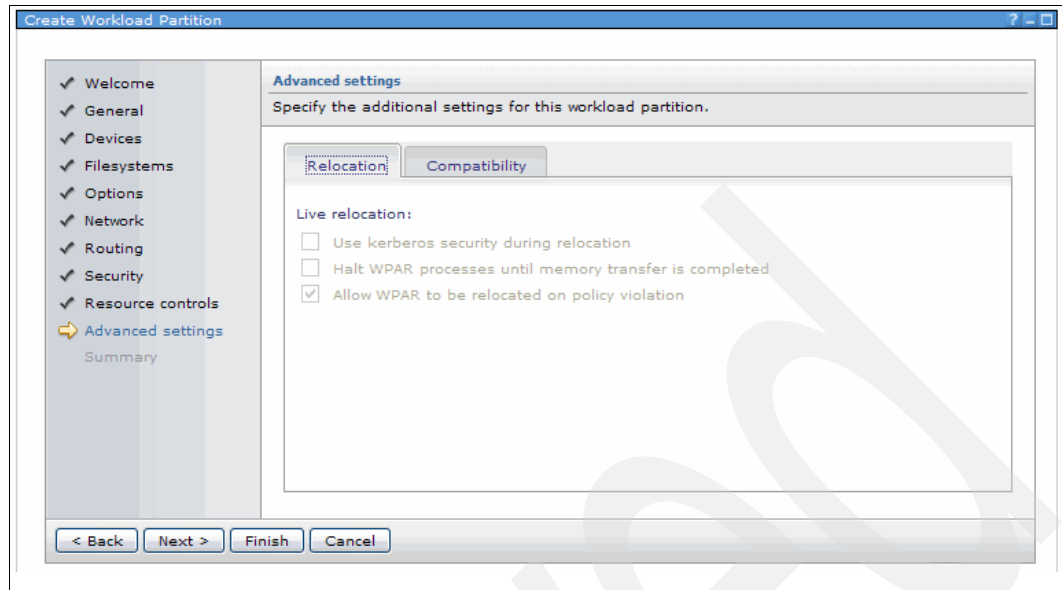 Create Workload Partition
Welcome
General
Devices
Filesystems
Options
Network
Routing
Security
Resource controls
Advanced settings
Summary
Advanced settings
Specify the additional settings for this workload partition.
Relocation Compatibility
Live relocation:
Use kerberos security during relocation
Halt WPAR processes until memory transfer is completed
Allow WPAR to be relocated on policy violation
< Back Next > Finish Cancel